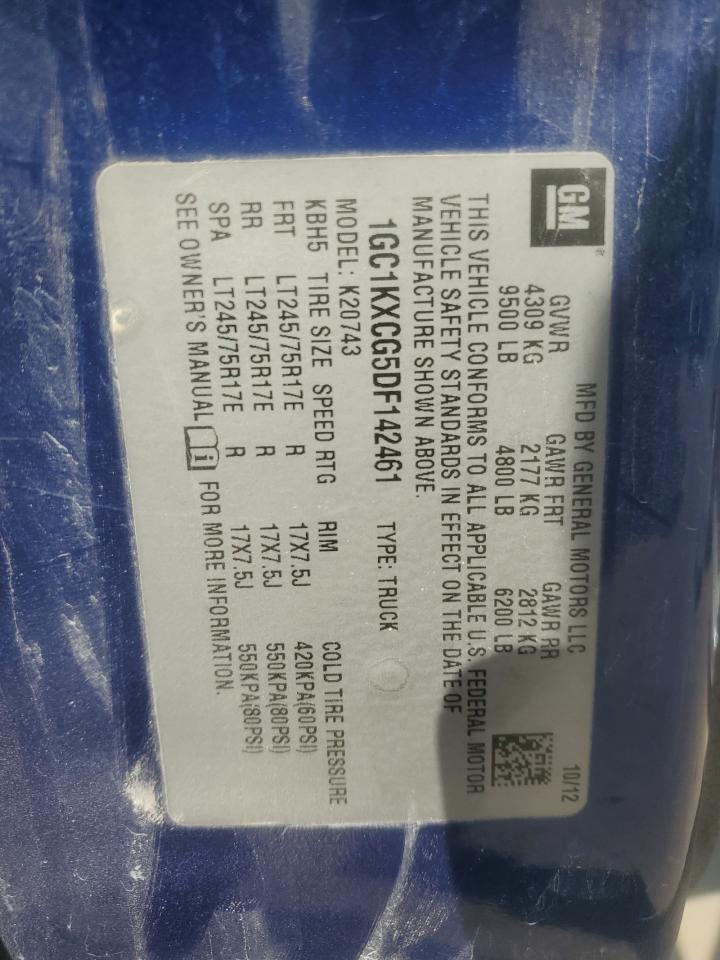 GM
MFD BY GENERAL MOTORS LLC 10/12
GVWR GAWR FRT GAWR RR
4309 KG 2177 KG 2812 KG
9500 LB 4800 LB 6200 LB
THIS VEHICLE CONFORMS TO ALL APPLICABLE U.S. FEDERAL MOTOR
VEHICLE SAFETY STANDARDS IN EFFECT ON THE DATE OF
MANUFACTURE SHOWN ABOVE.
1GC1KXCG5DF142461 TYPE: TRUCK
MODEL: K20743
KBH5 TIRE SIZE SPEED RTG RIM COLD TIRE PRESSURE
FRT LT245/75R17E R 17X7.5J 420KPA(60PSI)
RR LT245/75R17E R 17X7.5J 550KPA(80PSI)
SPA LT245/75R17E R 17X7.5J 550KPA(80PSI)
SEE OWNER'S MANUAL i FOR MORE INFORMATION.